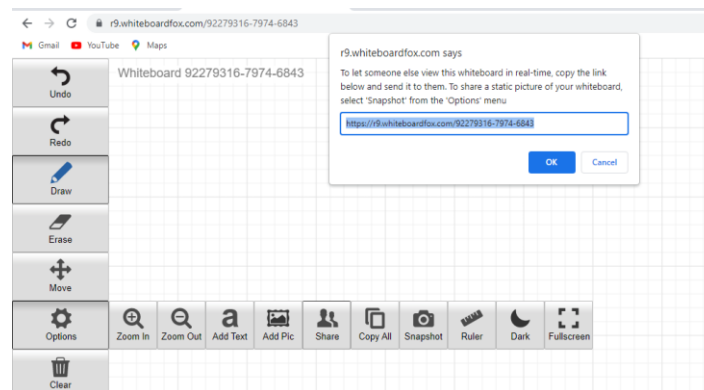 r9.whiteboardfox.com/92279316-7974-6843
Gmail YouTube Maps
r9.whiteboardfox.com says
To let someone else view this whiteboard in real-time, copy the link
below and send it to them. To share a static picture of your whiteboard,
select 'Snapshot' from the 'Options' menu
https://r9.whiteboardfox.com/92279316-7974-6843
OK Cancel
Whiteboard 92279316-7974-6843
Undo
Redo
Draw
Erase
Move
Options Zoom In Zoom Out Add Text Add Pic Share Copy All Snapshot Ruler Dark Fullscreen
Clear